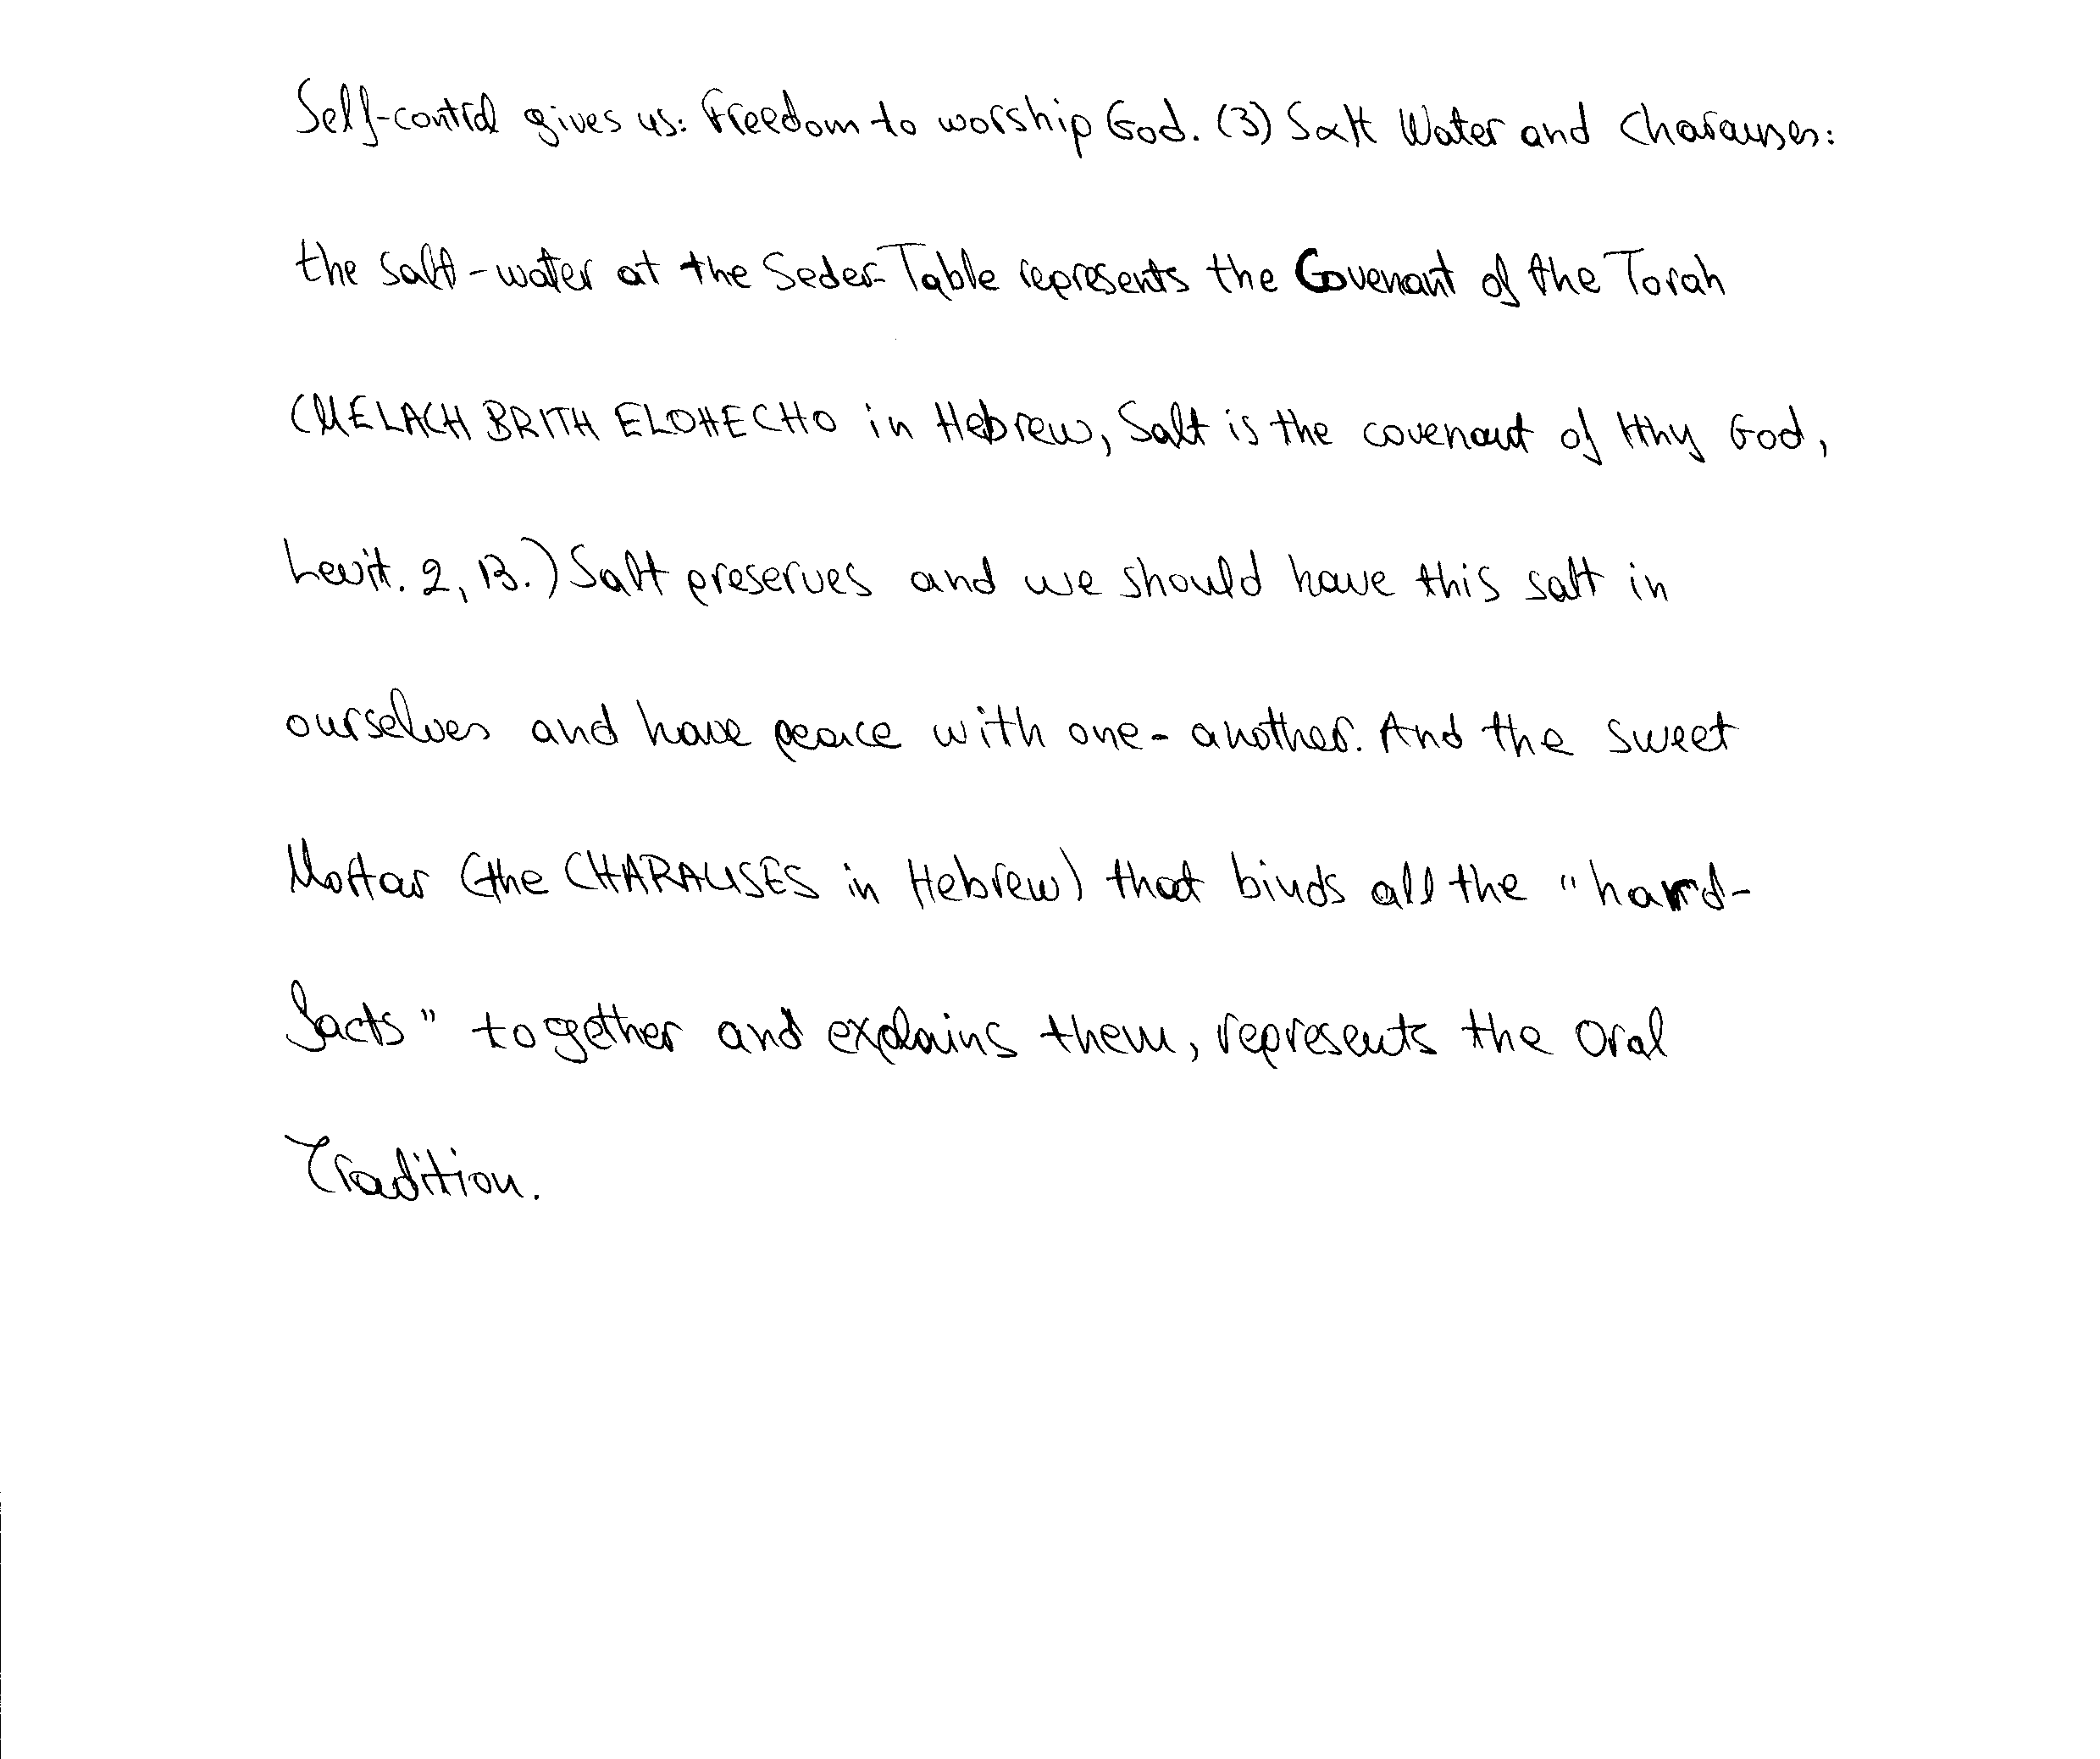 Self-control gives us: freedom to worship God. (3) Salt Water and Charauses:
the salt-water at the Seder-Table represents the Covenant of the Torah
(MELACH BRITH ELOHECHO in Hebrew, Salt is the covenant of thy God,
Levit. 2, 13.) Salt preserves and we should have this salt in
ourselves and have peace with one-another. And the sweet
Mortar (the CHARAUSES in Hebrew) that binds all the "hard-
facts" together and explains them, represents the Oral
Tradition.